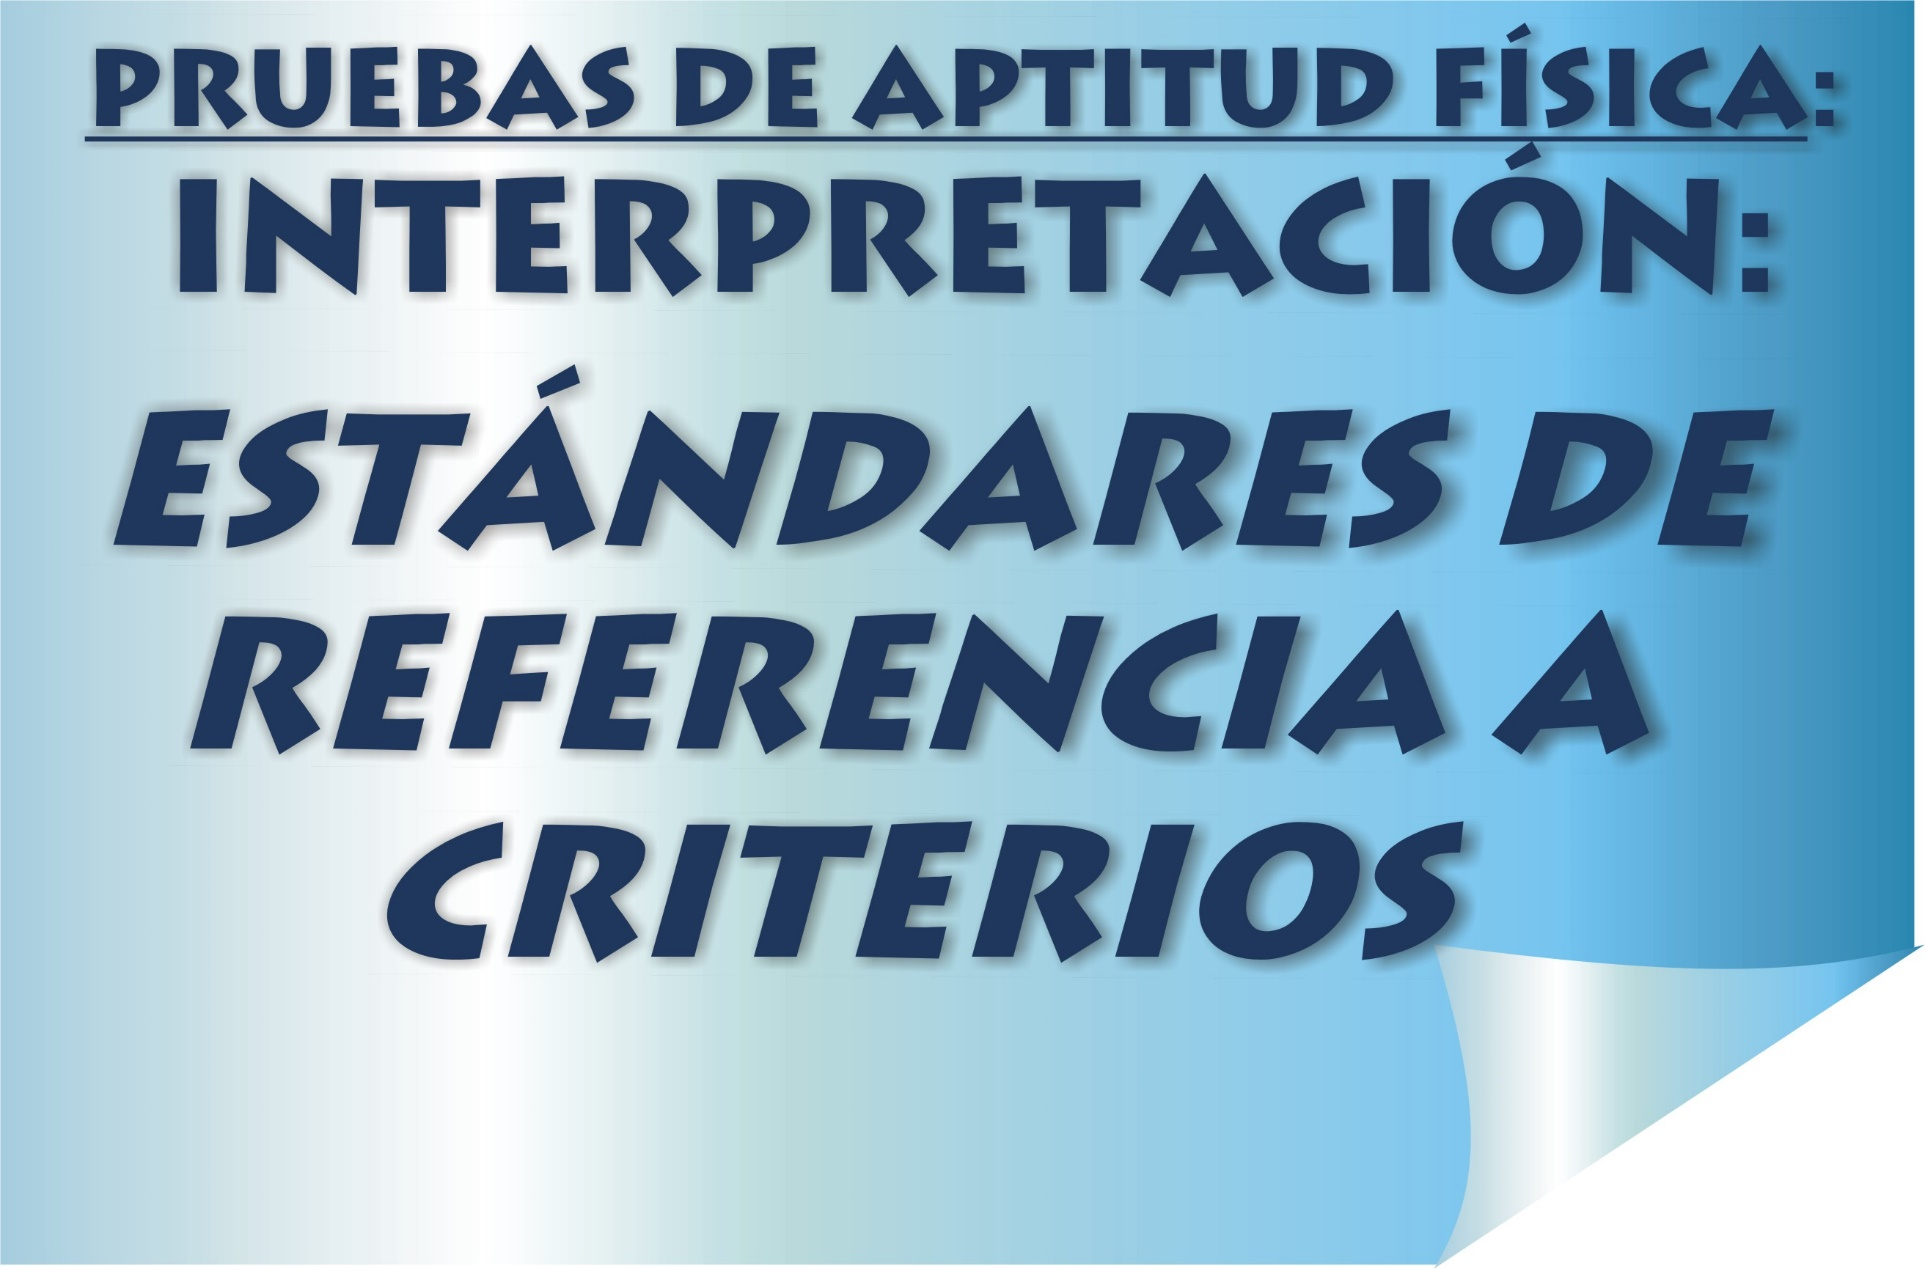 PRUEBAS DE APTITUD FÍSICA:
INTERPRETACIÓN:
ESTÁNDARES DE
REFERENCIA A
CRITERIOS